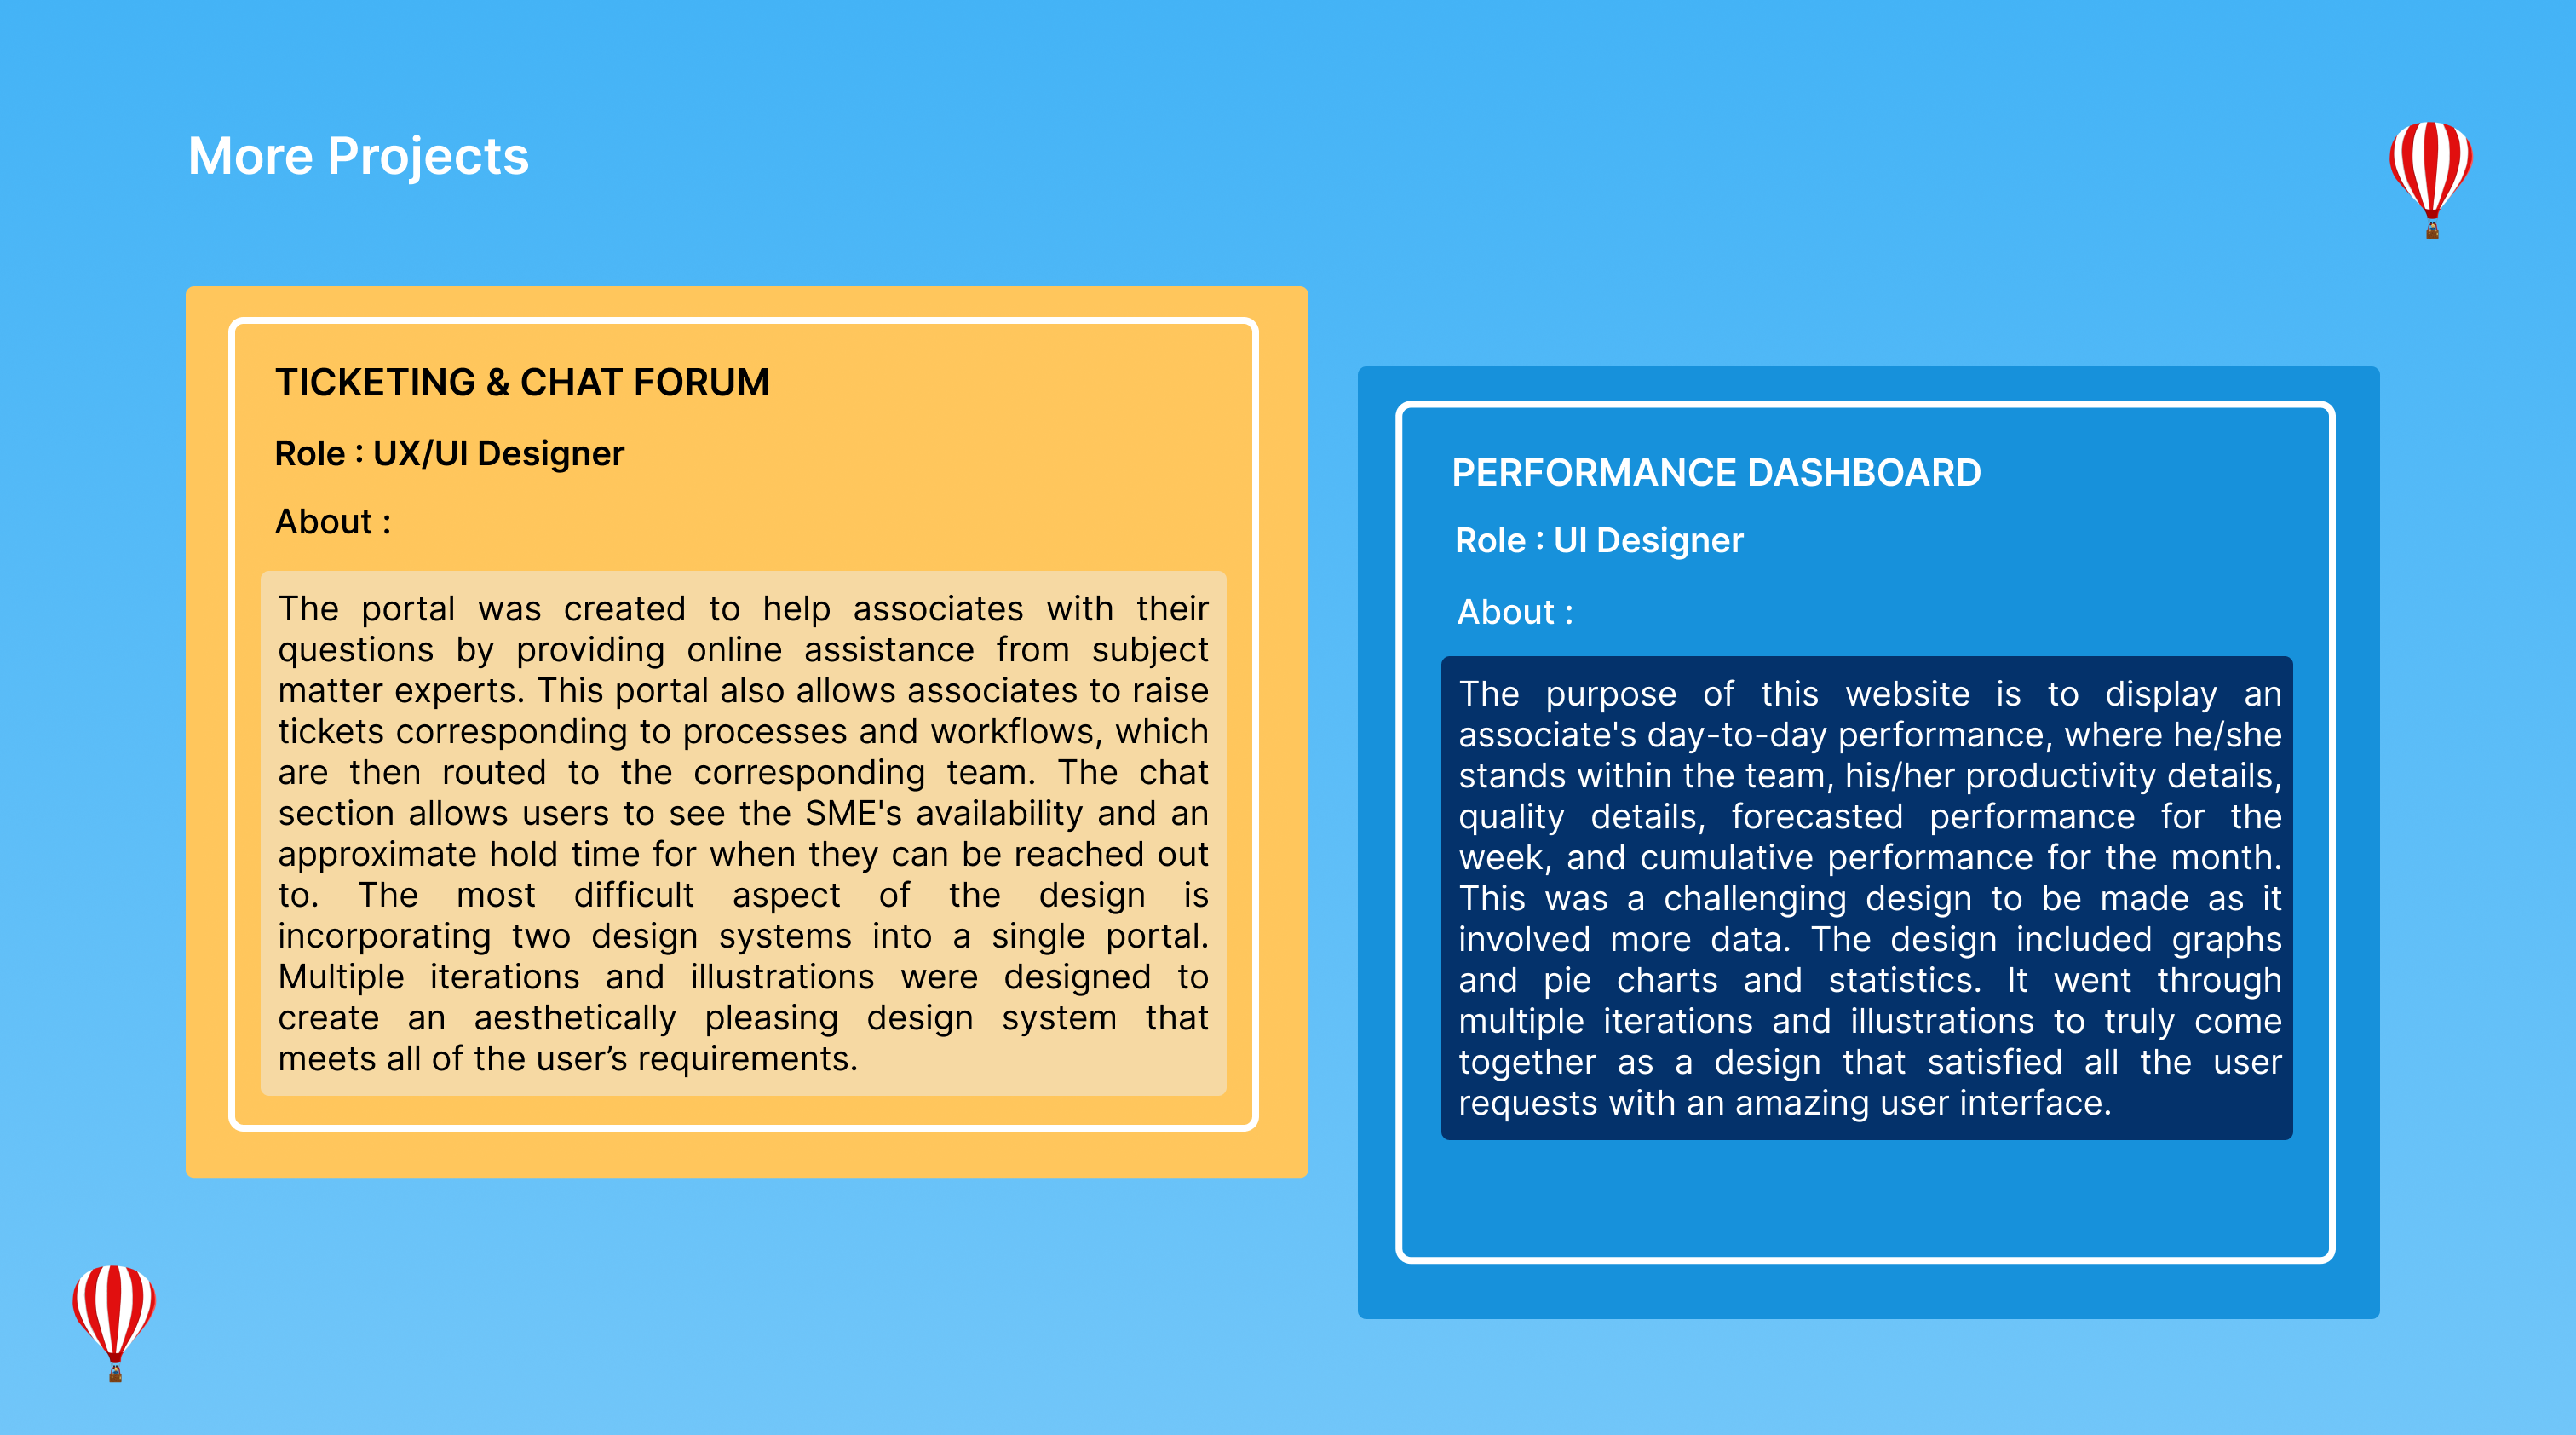 More Projects
TICKETING & CHAT FORUM
Role : UX/UI Designer
About :
The portal was created to help associates with their
questions by providing online assistance from subject
matter experts. This portal also allows associates to raise
tickets corresponding to processes and workflows, which
are then routed to the corresponding team. The chat
section allows users to see the SME's availability and an
approximate hold time for when they can be reached out
to. The most difficult aspect of the design is
incorporating two design systems into a single portal.
Multiple iterations and illustrations were designed to
create an aesthetically pleasing design system that
meets all of the user’s requirements.
PERFORMANCE DASHBOARD
Role : UI Designer
About :
The purpose of this website is to display an
associate's day-to-day performance, where he/she
stands within the team, his/her productivity details,
quality details, forecasted performance for the
week, and cumulative performance for the month.
This was a challenging design to be made as it
involved more data. The design included graphs
and pie charts and statistics. It went through
multiple iterations and illustrations to truly come
together as a design that satisfied all the user
requests with an amazing user interface.